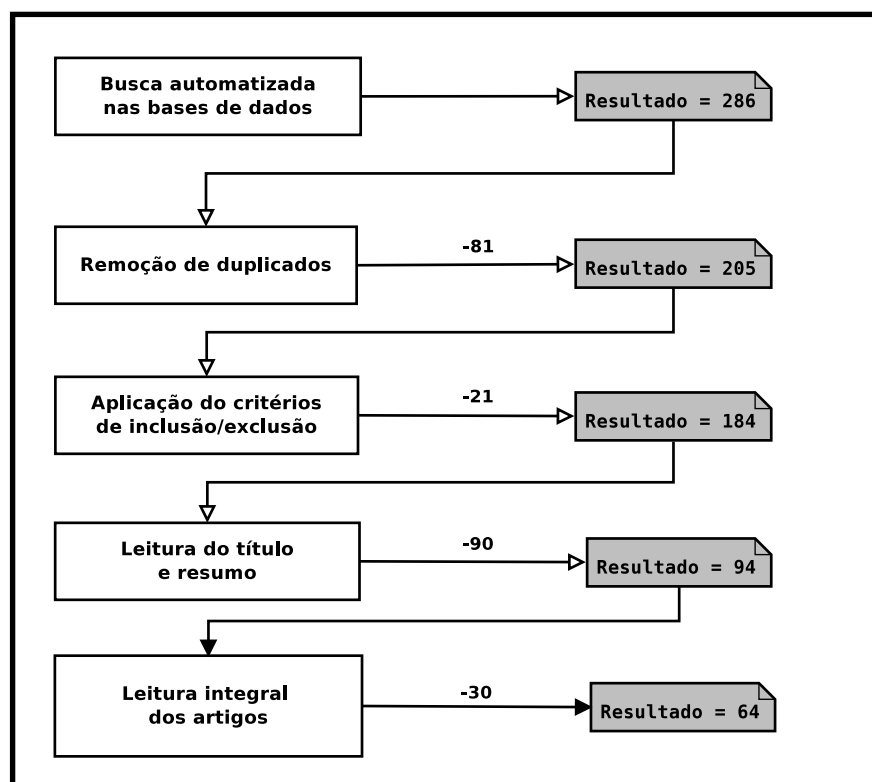 Busca automatizada
nas bases de dados
Resultado = 286
Remoção de duplicados
-81
Resultado = 205
Aplicação do critérios
de inclusão/exclusão
-21
Resultado = 184
Leitura do título
e resumo
-90
Resultado = 94
Leitura integral
dos artigos
-30
Resultado = 64